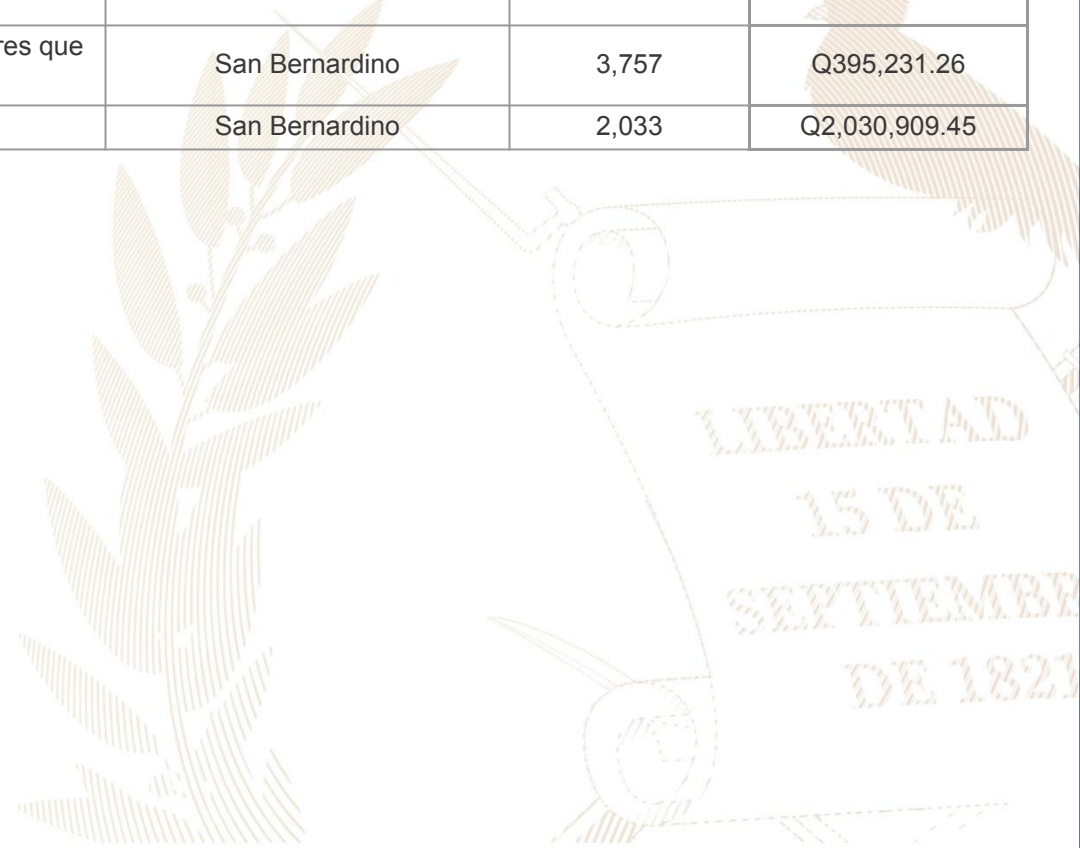 res que
San Bernardino 3,757 Q395,231.26
San Bernardino 2,033 Q2,030,909.45
LIBERTAD
15 DE
SEPTIEMBR
DE 1821